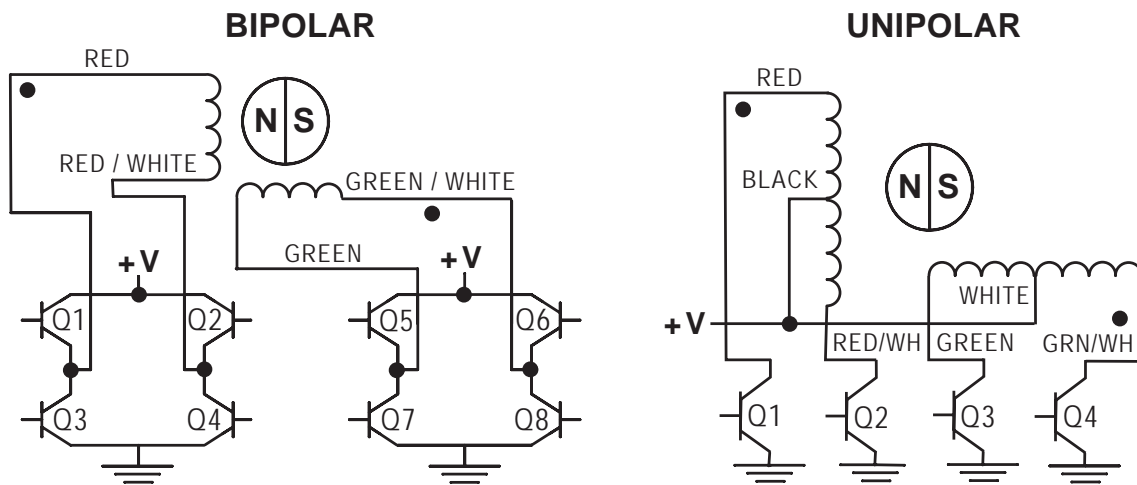 BIPOLAR
RED
N S
RED / WHITE
GREEN / WHITE
GREEN
+V
+V
Q1
Q2
Q5
Q6
Q3
Q4
Q7
Q8
UNIPOLAR
RED
BLACK
N S
WHITE
+V
RED/WH
GREEN
GRN/WH
Q1
Q2
Q3
Q4